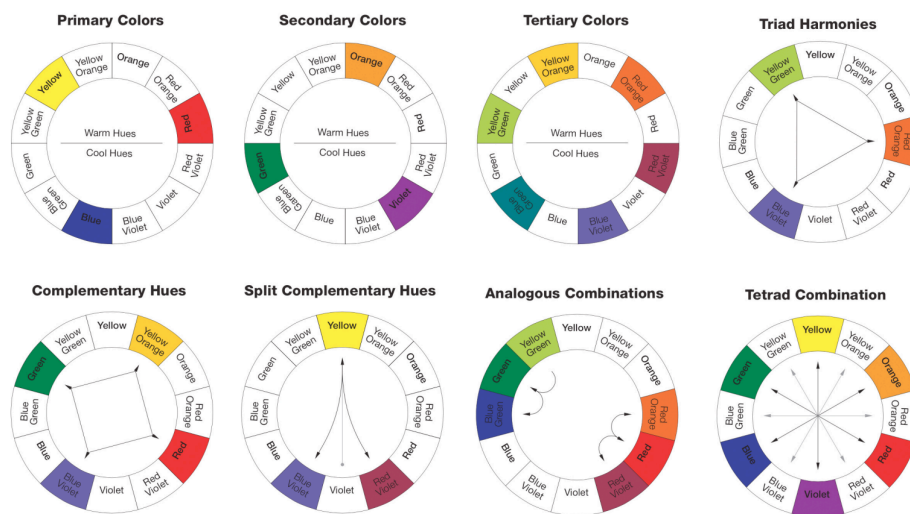 Primary Colors
Yellow
Yellow
Orange
Orange
Red
Orange
Red
Red
Violet
Violet
Blue
Violet
Blue
Blue
Green
Green
Yellow
Green
Warm Hues
Cool Hues
Secondary Colors
Yellow
Yellow
Orange
Orange
Red
Orange
Red
Red
Violet
Violet
Blue
Violet
Blue
Blue
Gareen
Green
Yellow
Green
Warm Hues
Cool Hues
Tertiary Colors
Yellow
Yellow
Orange
Orange
Red
Orange
Red
Red
Violet
Violet
Blue
Violet
Blue
Blue
Green
Green
Yellow
Green
Warm Hues
Cool Hues
Triad Harmonies
Yellow
Green
Yellow
Yellow
Orange
Orange
Red
Orange
Red
Red
Violet
Violet
Blue
Violet
Blue
Blue
Green
Green
Complementary Hues
Yellow
Green
Yellow
Yellow
Orange
Orange
Red
Orange
Red
Red
Violet
Violet
Blue
Violet
Blue
Blue
Green
Green
Split Complementary Hues
Yellow
Green
Yellow
Yellow
Orange
Orange
Red
Orange
Red
Red
Violet
Violet
Blue
Violet
Blue
Blue
Green
Green
Analogous Combinations
Yellow
Green
Yellow
Yellow
Orange
Orange
Red
Orange
Red
Red
Violet
Violet
Blue
Violet
Blue
Blue
Green
Green
Tetrad Combination
Yellow
Green
Yellow
Yellow
Orange
Orange
Red
Orange
Red
Red
Violet
Violet
Blue
Violet
Blue
Blue
Green
Green